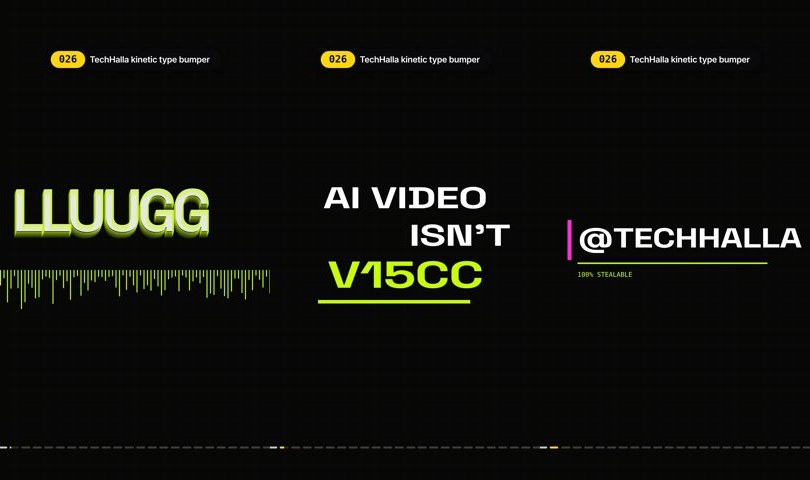 026 TechHalla kinetic type bumper
LLUUGG
026 TechHalla kinetic type bumper
AI VIDEO
ISN'T
V15CC
026 TechHalla kinetic type bumper
@TECHHALLA
100% STEALABLE